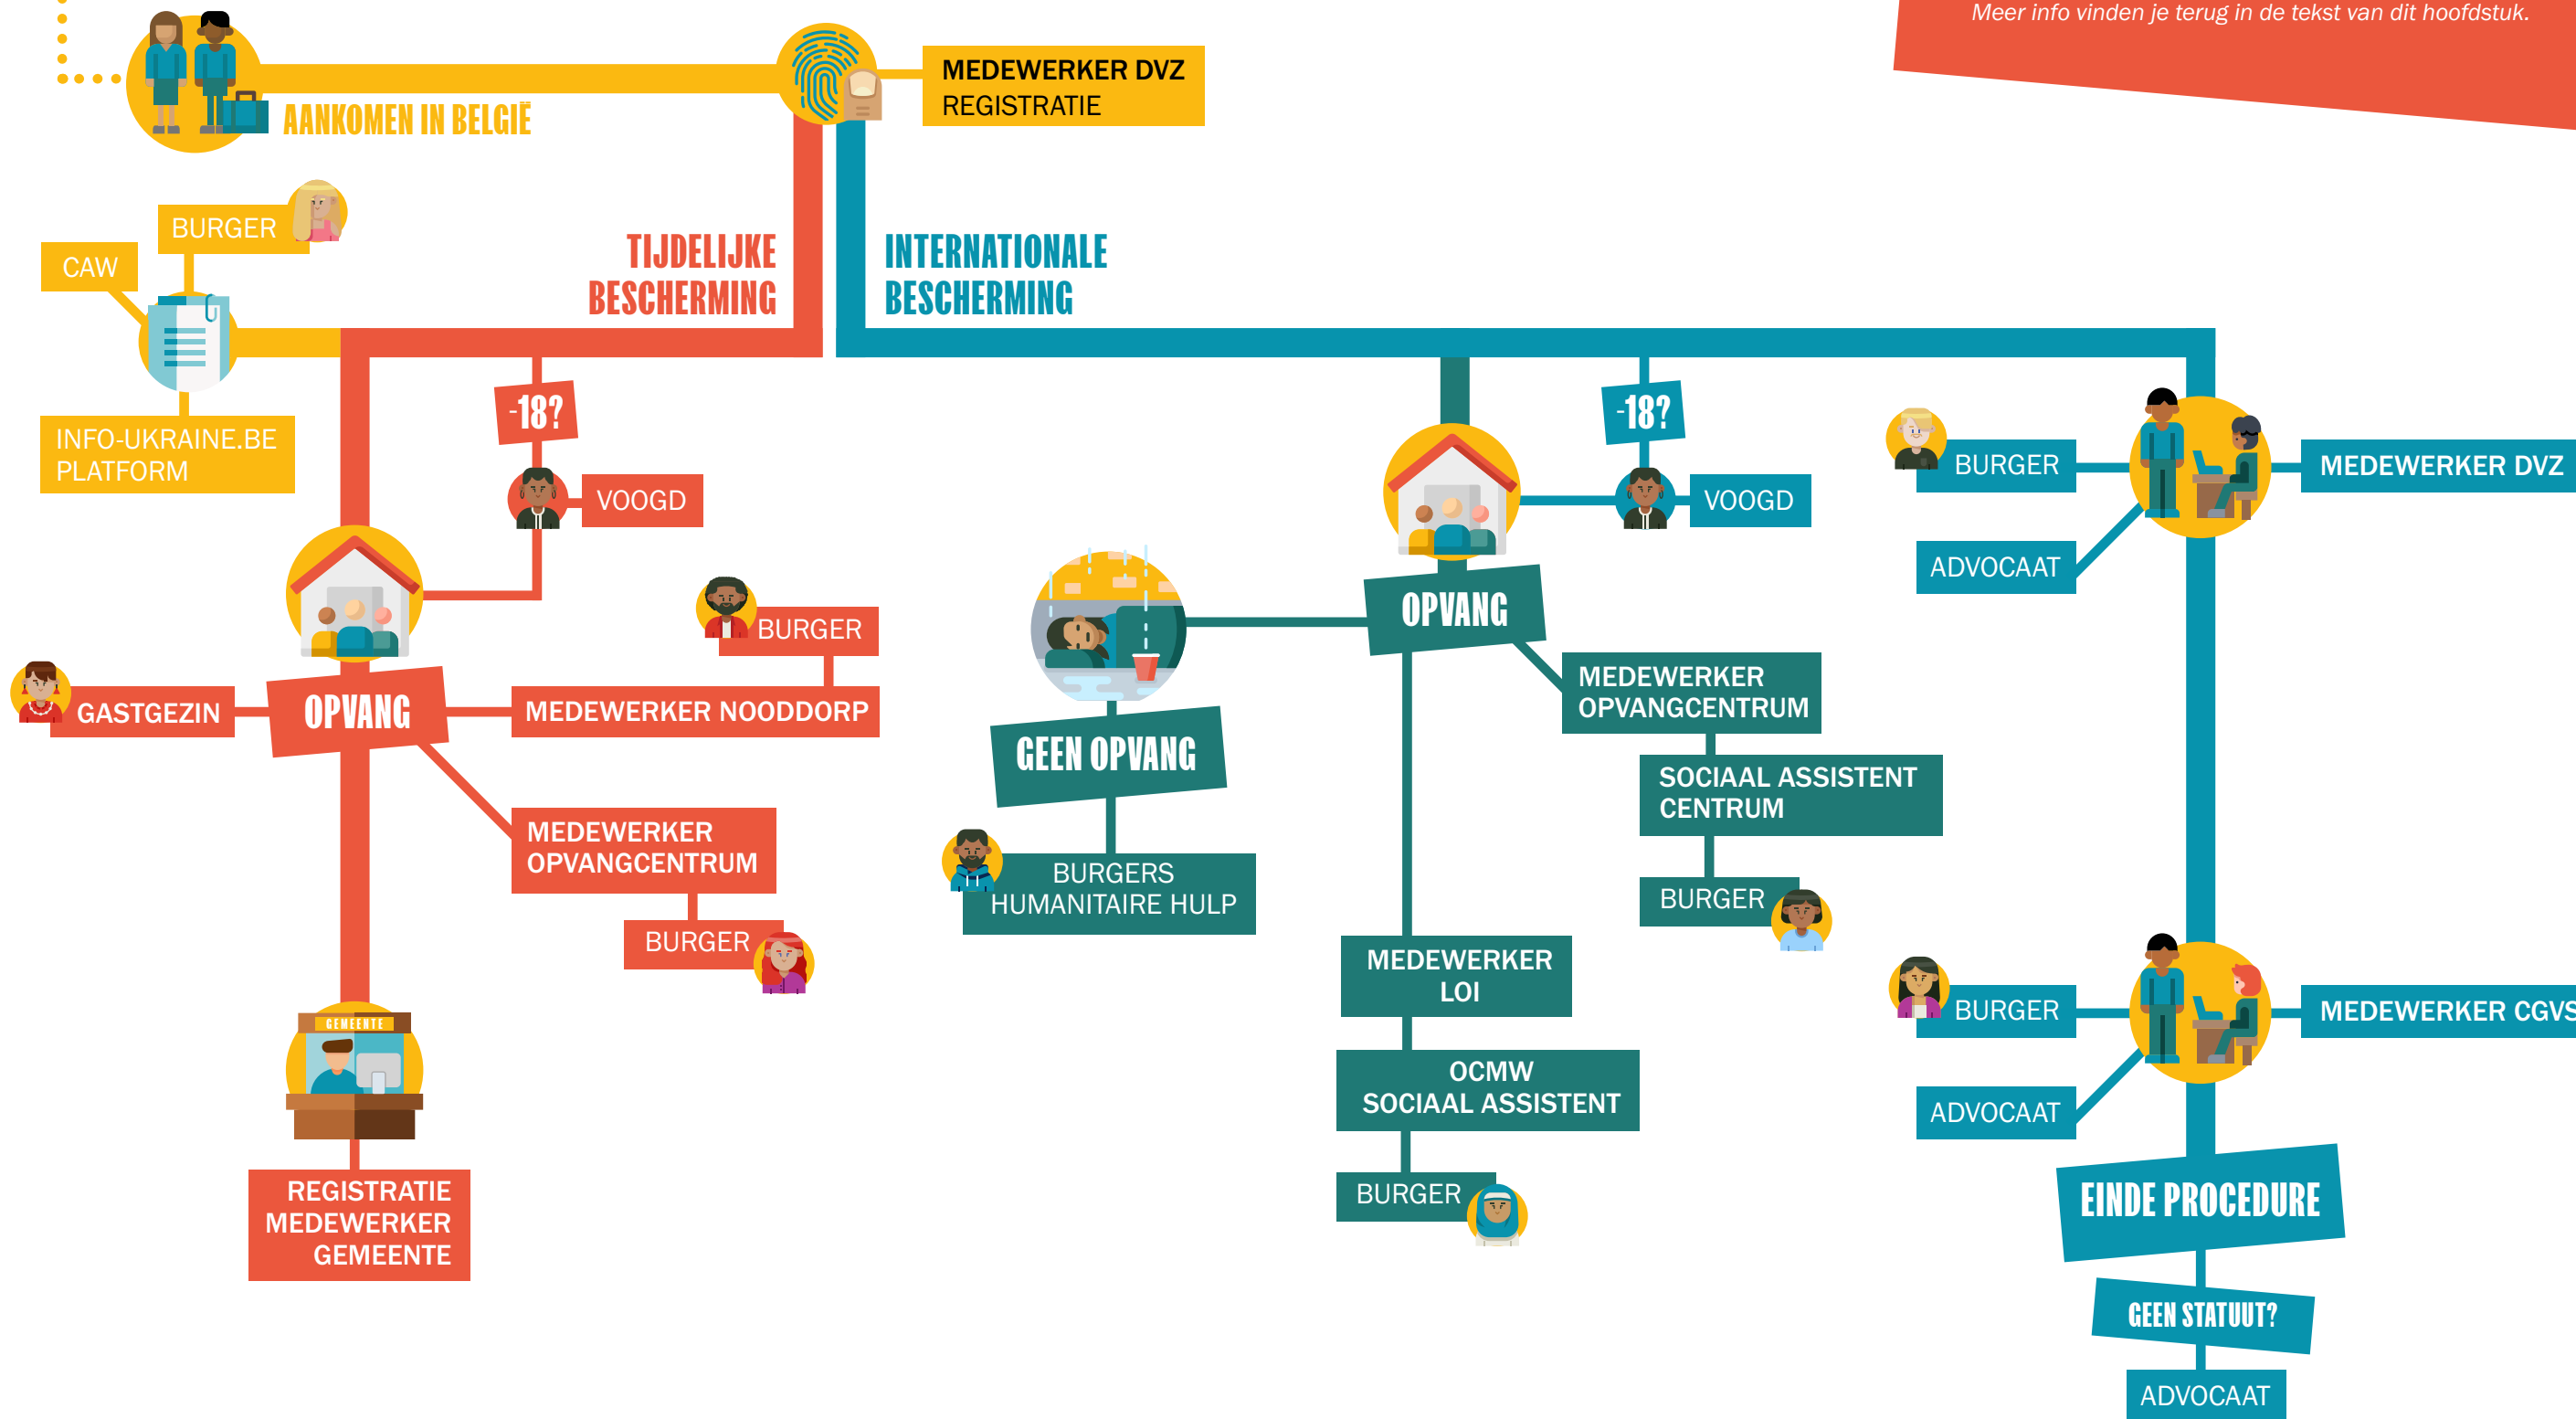 Meer info vinden je terug in de tekst van dit hoofdstuk.
MEDEWERKER DVZ
REGISTRATIE
AANKOMEN IN BELGIË
BURGER
CAW
INFO-UKRAINE.BE
PLATFORM
TIJDELIJKE
BESCHERMING
INTERNATIONALE
BESCHERMING
-18?
VOOGD
GASTGEZIN
OPVANG
BURGER
MEDEWERKER NOODDORP
MEDEWERKER
OPVANGCENTRUM
BURGER
GEMEENTE
REGISTRATIE
MEDEWERKER
GEMEENTE
-18?
VOOGD
OPVANG
GEEN OPVANG
BURGERS
HUMANITAIRE HULP
MEDEWERKER
OPVANGCENTRUM
SOCIAAL ASSISTENT
CENTRUM
BURGER
MEDEWERKER
LOI
OCMW
SOCIAAL ASSISTENT
BURGER
BURGER
MEDEWERKER DVZ
ADVOCAAT
BURGER
MEDEWERKER CGVS
ADVOCAAT
EINDE PROCEDURE
GEEN STATUUT?
ADVOCAAT